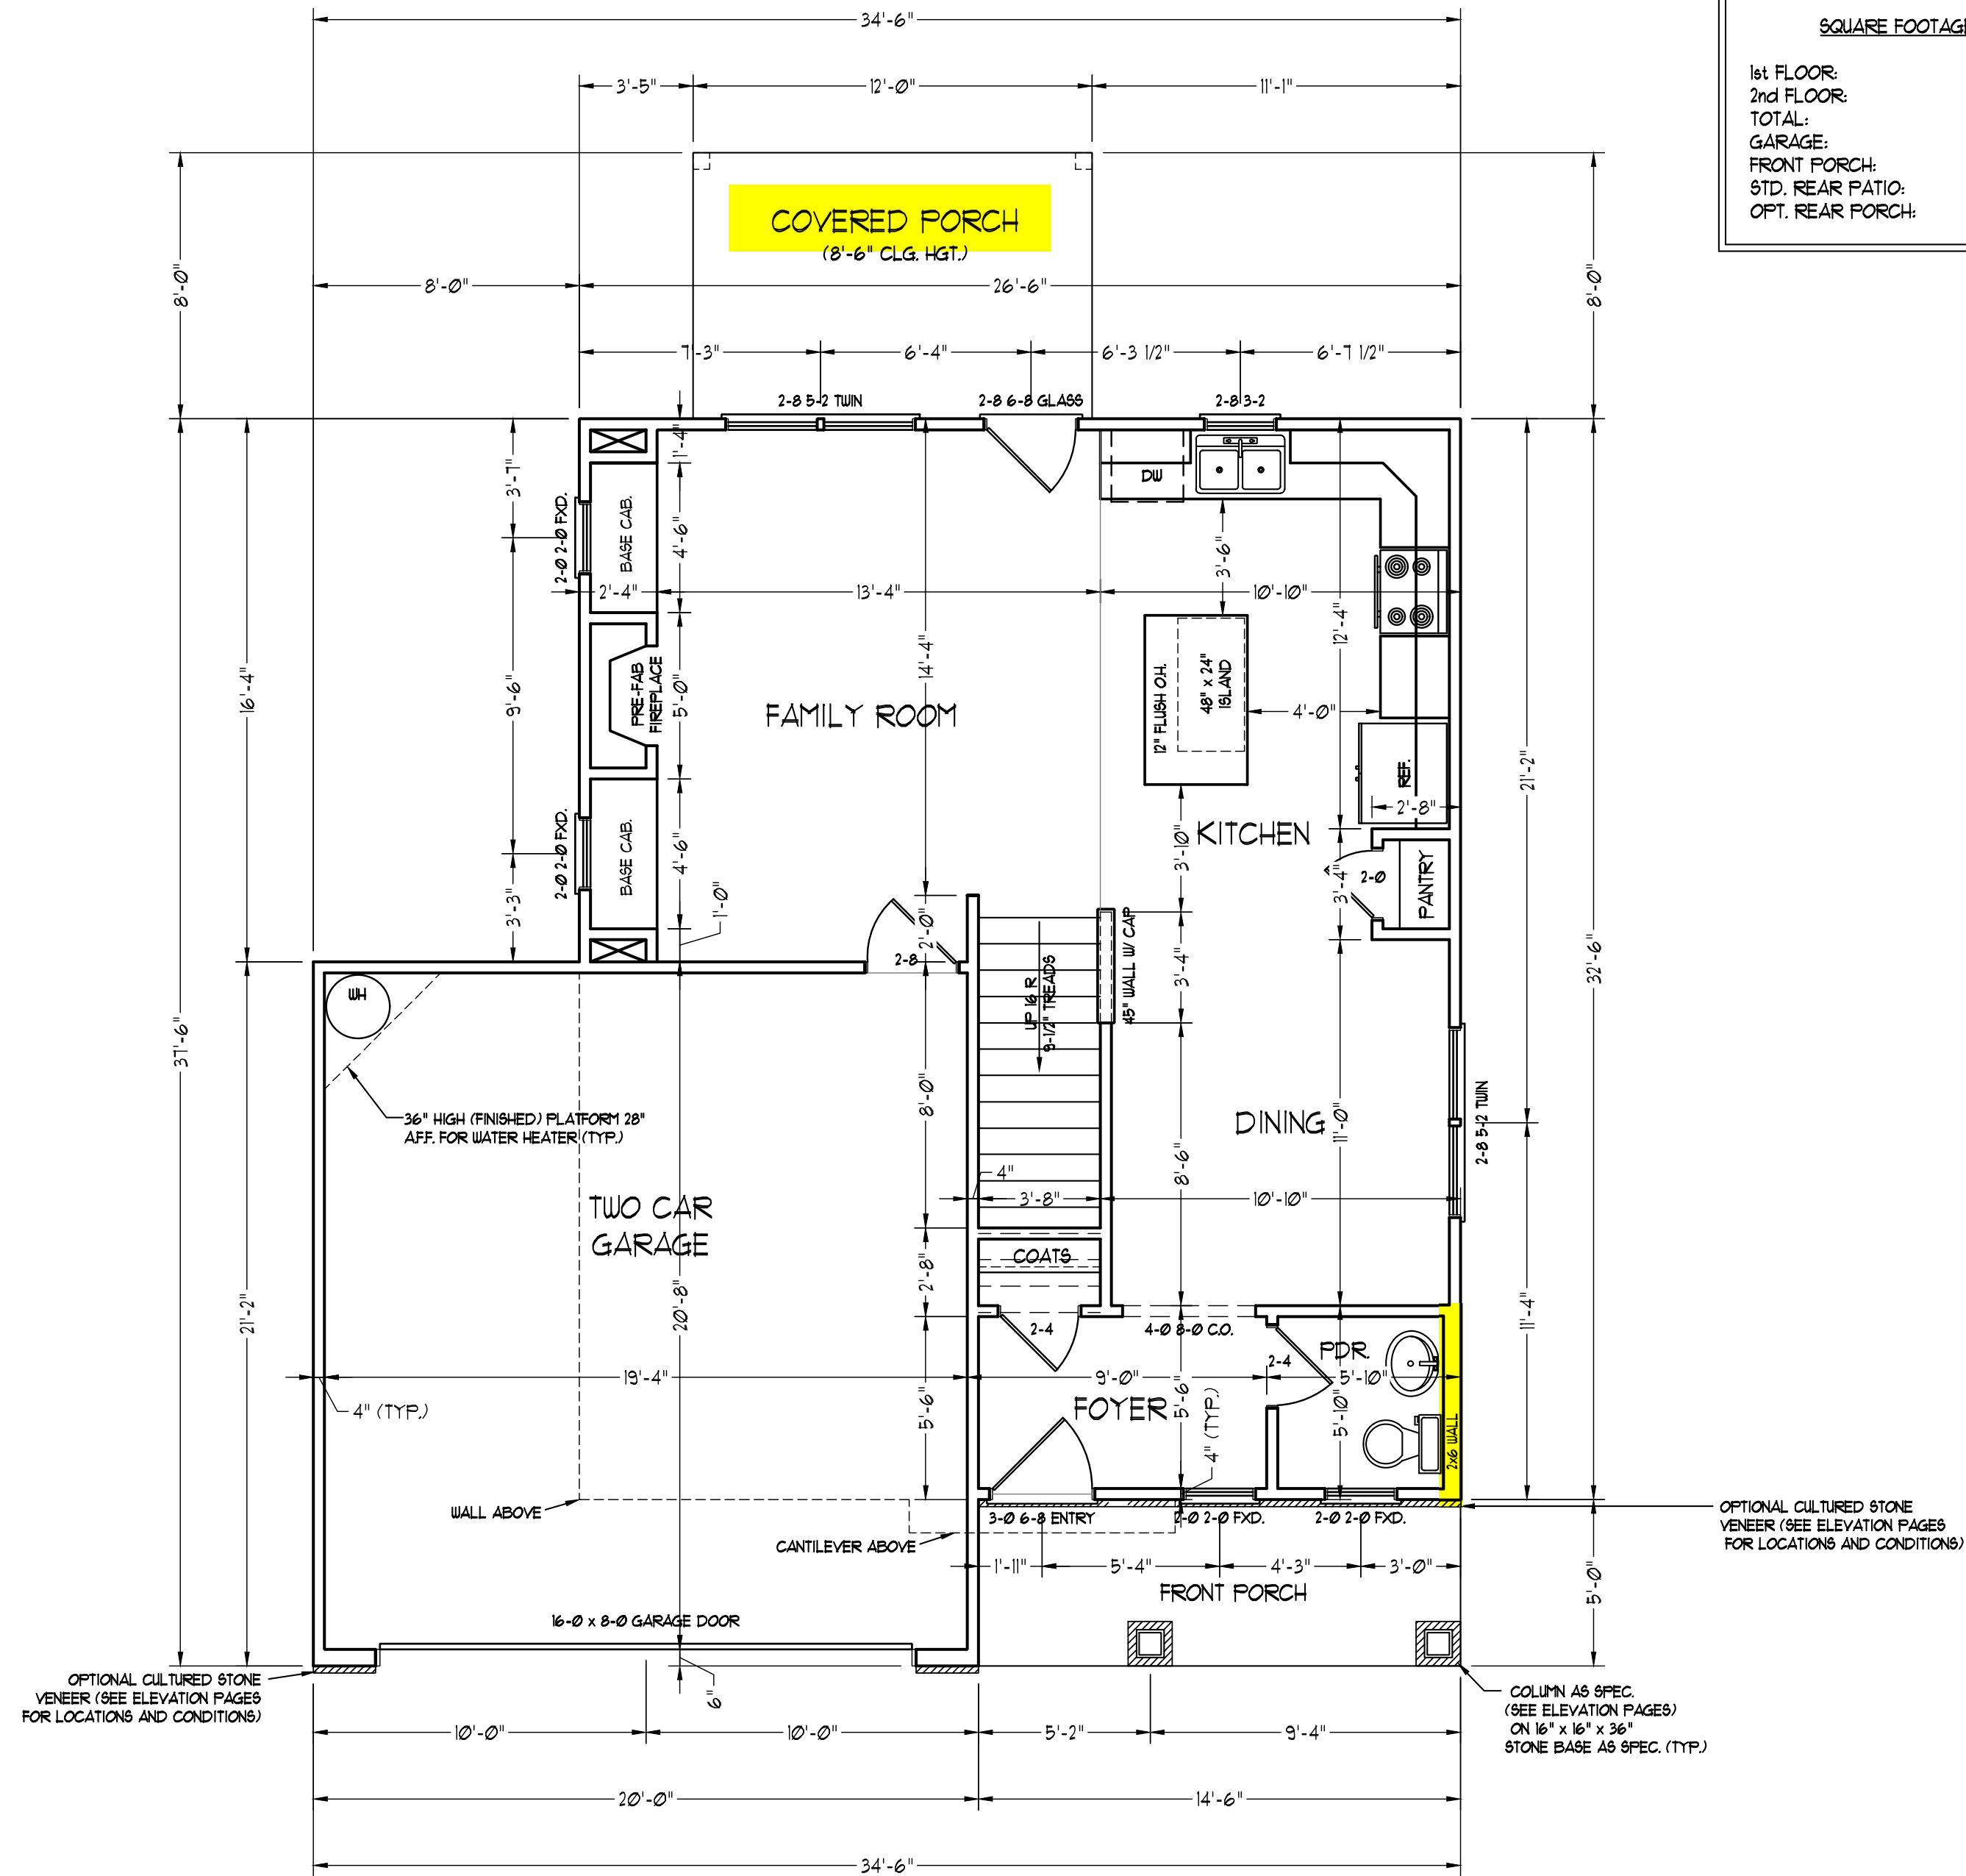 34'-6"
SQUARE FOOTAGE
1st FLOOR:
2nd FLOOR:
TOTAL:
GARAGE:
FRONT PORCH:
STD. REAR PATIO:
OPT. REAR PORCH:
3'-5"
12'-0"
11'-1"
COVERED PORCH
(8'-6" CLG. HGT.)
8'-0"
8'-0"
8'-0"
26'-6"
7'-3"
6'-4"
6'-3 1/2"
6'-7 1/2"
2-8 5-2 TWIN
2-8 6-8 GLASS
2-8 3-2
1'-4"
3'-7"
2-0 2-0 FXD.
BASE CAB.
4'-6"
DW
3'-6"
2'-4"
13'-4"
10'-10"
12'-4"
14'-4"
16'-4"
9'-6"
PRE-FAB
FIREPLACE
5'-0"
FAMILY ROOM
12" FLUSH O.H.
48" x 24"
ISLAND
4'-0"
REF.
2'-8"
21'-2"
KITCHEN
3'-10"
2-0 2-0 FXD.
BASE CAB.
4'-6"
3'-3"
1'-0"
2'-0"
2-8
3'-4"
2-0
PANTRY
45" WALL W/ CAP
3'-4"
UP 16 R
9-1/2" TREADS
32'-6"
WH
37'-6"
36" HIGH (FINISHED) PLATFORM 28"
A.F.F. FOR WATER HEATER (TYP.)
8'-0"
DINING
11'-0"
2-8 5-2 TWIN
8'-6"
4"
3'-8"
10'-10"
TWO CAR
GARAGE
COATS
2'-8"
20'-8"
21'-2"
11'-4"
2-4
4-0 8-0 C.O.
2-4
PDR.
19'-4"
9'-0"
5'-10"
4" (TYP.)
5'-6"
FOYER
5'-6"
4" (TYP.)
5'-10"
2x6 WALL
WALL ABOVE
CANTILEVER ABOVE
3-0 6-8 ENTRY
2-0 2-0 FXD.
2-0 2-0 FXD.
OPTIONAL CULTURED STONE
VENEER (SEE ELEVATION PAGES
FOR LOCATIONS AND CONDITIONS)
1'-11"
5'-4"
4'-3"
3'-0"
FRONT PORCH
5'-0"
16-0 x 8-0 GARAGE DOOR
6"
OPTIONAL CULTURED STONE
VENEER (SEE ELEVATION PAGES
FOR LOCATIONS AND CONDITIONS)
COLUMN AS SPEC.
(SEE ELEVATION PAGES)
ON 16" x 16" x 36"
STONE BASE AS SPEC. (TYP.)
10'-0"
10'-0"
5'-2"
9'-4"
20'-0"
14'-6"
34'-6"